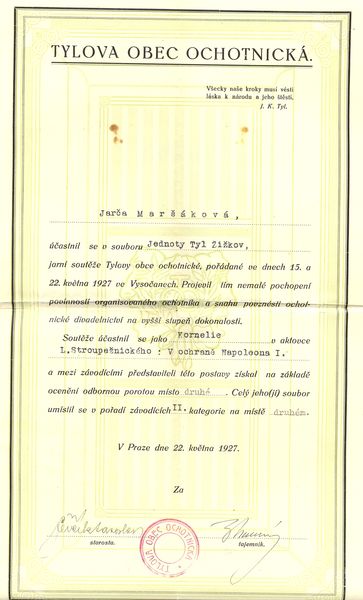 TYLOVA OBEC OCHOTNICKÁ.
Všecky naše kroky musí vésti
láska k národu a jeho štěstí.
J. K. Tyl.
Jarča Maršáková,
účastnil se v souboru Jednoty Tyl Žižkov,
jarní soutěže Tylovy obce ochotnické, pořádané ve dnech 15. a
22. května 1927 ve Vysočanech. Projevil tím nemalé pochopení
povinností organisovaného ochotníka a snahu povznésti ochot-
nické divadelnictví na vyšší stupeň dokonalosti.
Soutěže účastnil se jako Kornelie v aktovce
L.Stroupežnického : V ochraně Napoleona I.
a mezi závodícími představiteli této postavy získal na základě
ocenění odbornou porotou místo druhé . Celý jeho(jí) soubor
umístil se v pořadí závodících II. kategorie na místě druhém.
V Praze dne 22. května 1927.
Za
starosta.
TYLOVA OBEC OCHOTNICKÁ
tajemník.